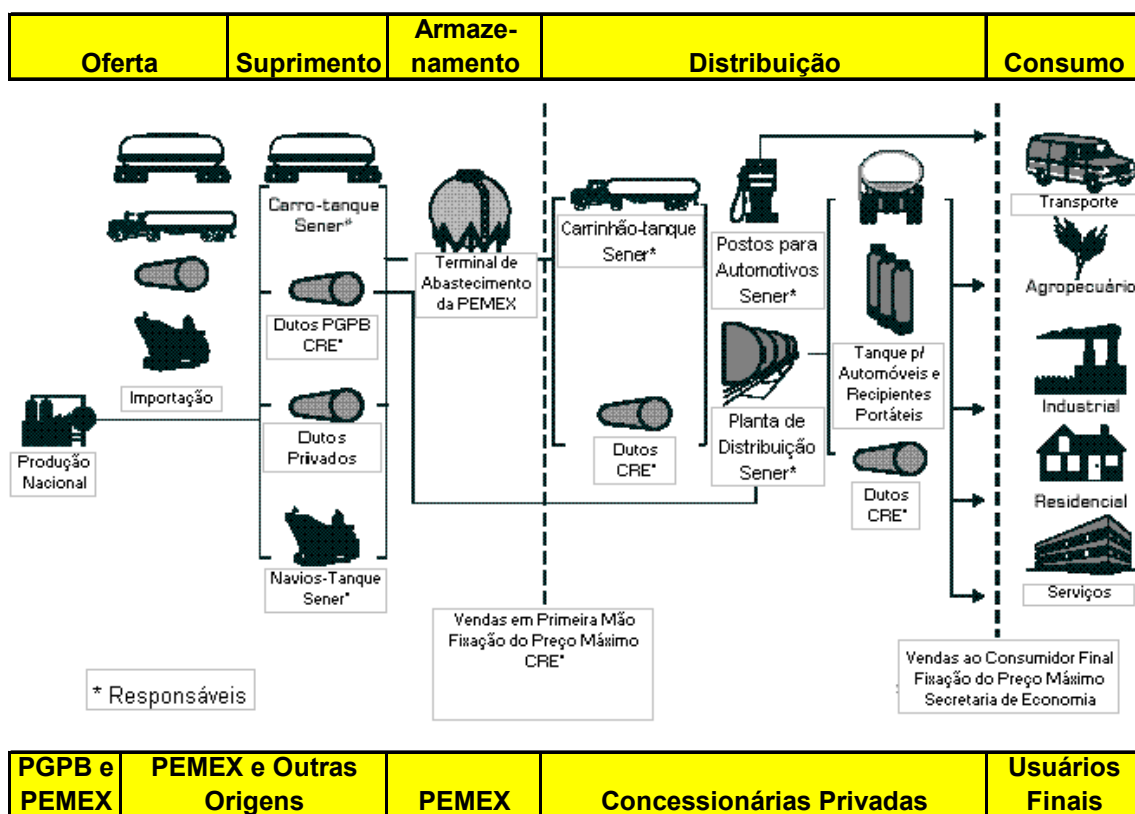 Oferta
Suprimento
Armaze-
namento
Distribuição
Consumo
Carro-tanque
Sener*
Terminal de
Abastecimento
da PEMEX
Dutos PGPB
CRE*
Importação
Dutos
Privados
Produção
Nacional
Navios-Tanque
Sener*
Carrinhão-tanque
Sener*
Dutos
CRE*
Postos para
Automotivos
Sener*
Planta de
Distribuição
Sener*
Tanque p/
Automóveis e
Recipientes
Portáteis
Dutos
CRE*
Transporte
Agropecuário
Industrial
Residencial
Serviços
Vendas em Primeira Mão
Fixação do Preço Máximo
CRE*
Vendas ao Consumidor Final
Fixação do Preço Máximo
Secretaria de Economia
* Responsáveis
PGPB e
PEMEX
PEMEX e Outras
Origens
PEMEX
Concessionárias Privadas
Usuários
Finais